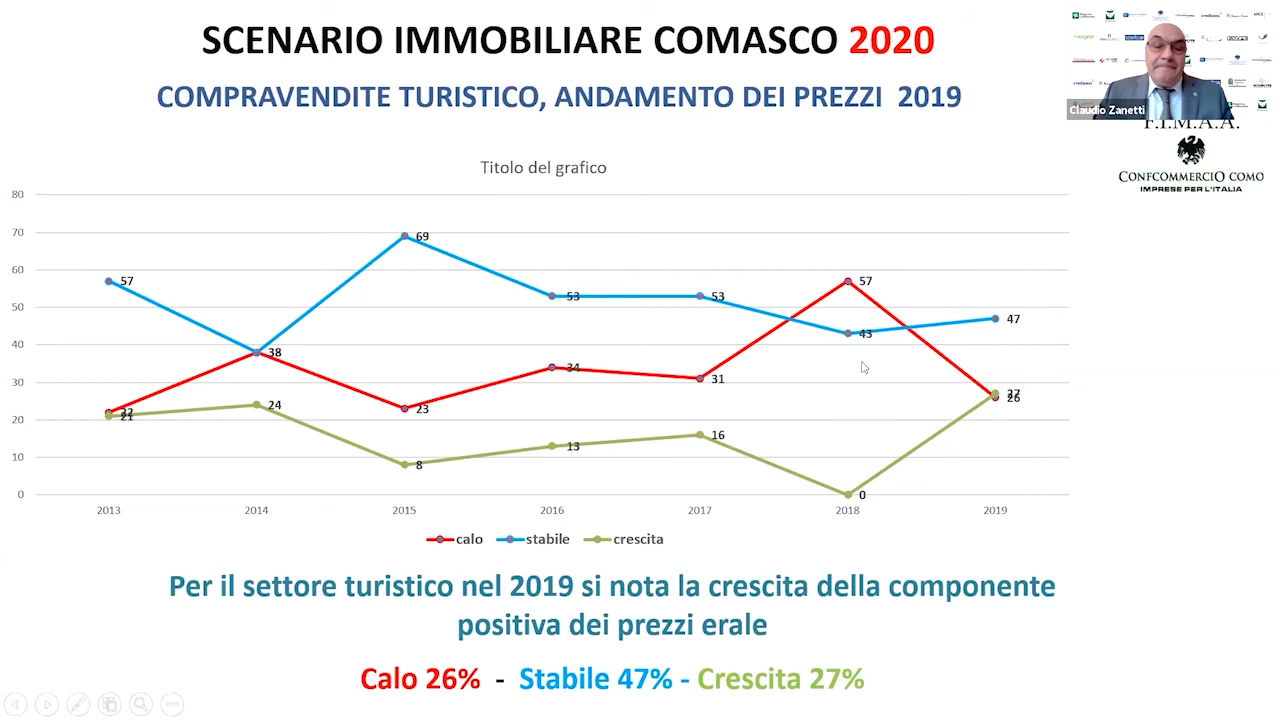 SCENARIO IMMOBILIARE COMASCO 2020
COMPRAVENDITE TURISTICO, ANDAMENTO DEI PREZZI 2019
Claudio Zanetti
F.I.M.A.A.
CONFCOMMERCIO COMO
IMPRESE PER L'ITALIA
Titolo del grafico
80
70
60
50
40
30
20
10
0
57
38
69
53
53
43
47
22
23
34
31
57
26
21
24
8
13
16
0
27
2013 2014 2015 2016 2017 2018 2019
calo stabile crescita
Per il settore turistico nel 2019 si nota la crescita della componente
positiva dei prezzi erale
Calo 26% - Stabile 47% - Crescita 27%